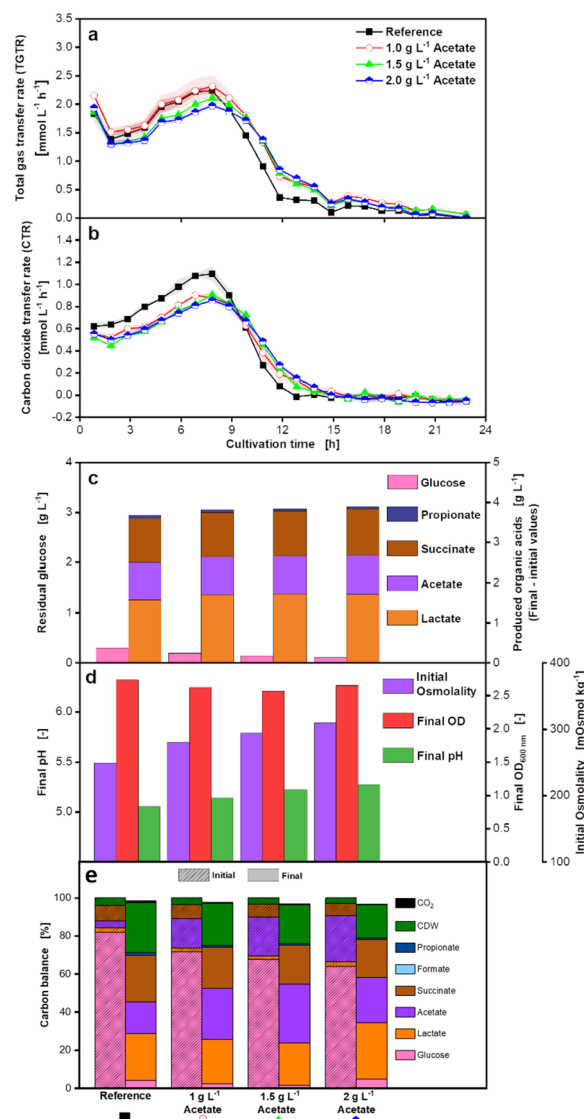 a
Reference
1.0 g L⁻¹ Acetate
1.5 g L⁻¹ Acetate
2.0 g L⁻¹ Acetate
Total gas transfer rate (TGTR)
[mmol L⁻¹ h⁻¹]
3.5
3.0
2.5
2.0
1.5
1.0
0.5
0.0
b
Carbon dioxide transfer rate (CTR)
[mmol L⁻¹ h⁻¹]
1.4
1.2
1.0
0.8
0.6
0.4
0.2
0.0
-0.2
0 3 6 9 12 15 18 21 24
Cultivation time [h]
c
Residual glucose [g L⁻¹]
4
3
2
1
0
Glucose
Propionate
Succinate
Acetate
Lactate
5
4
3
2
1
0
Produced organic acids [g L⁻¹]
(Final - initial values)
d
Final pH [-]
6.0
5.5
5.0
Initial
Osmolality
Final OD
Final pH
2.5
2.0
1.5
1.0
0.5
0.0
Final OD600 nm [-]
400
300
200
100
Initial Osmolality [mOsmol kg⁻¹]
e
Initial
Final
Carbon balance [%]
100
80
60
40
20
0
CO₂
CDW
Propionate
Formate
Succinate
Acetate
Lactate
Glucose
Reference 1 g L⁻¹ 1.5 g L⁻¹ 2 g L⁻¹
Acetate Acetate Acetate